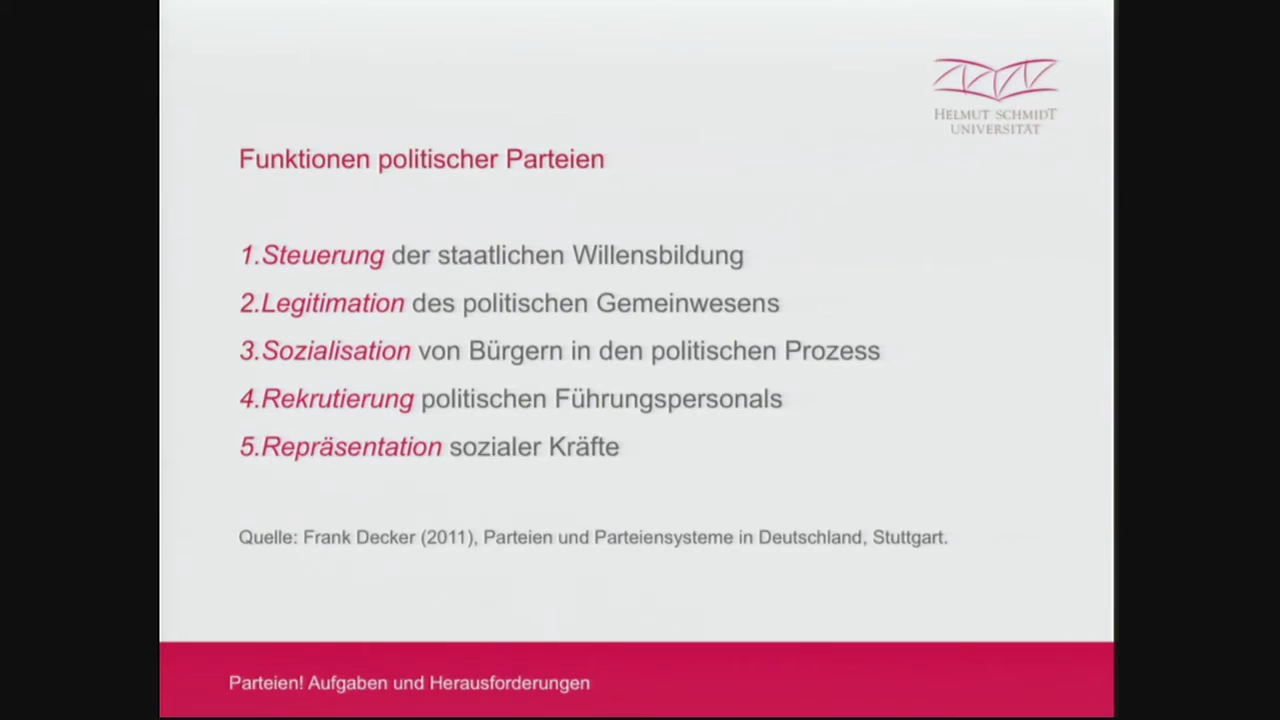 HELMUT SCHMIDT
UNIVERSITÄT
Funktionen politischer Parteien
1.Steuerung der staatlichen Willensbildung
2.Legitimation des politischen Gemeinwesens
3.Sozialisation von Bürgern in den politischen Prozess
4.Rekrutierung politischen Führungspersonals
5.Repräsentation sozialer Kräfte
Quelle: Frank Decker (2011), Parteien und Parteiensysteme in Deutschland, Stuttgart.
Parteien! Aufgaben und Herausforderungen